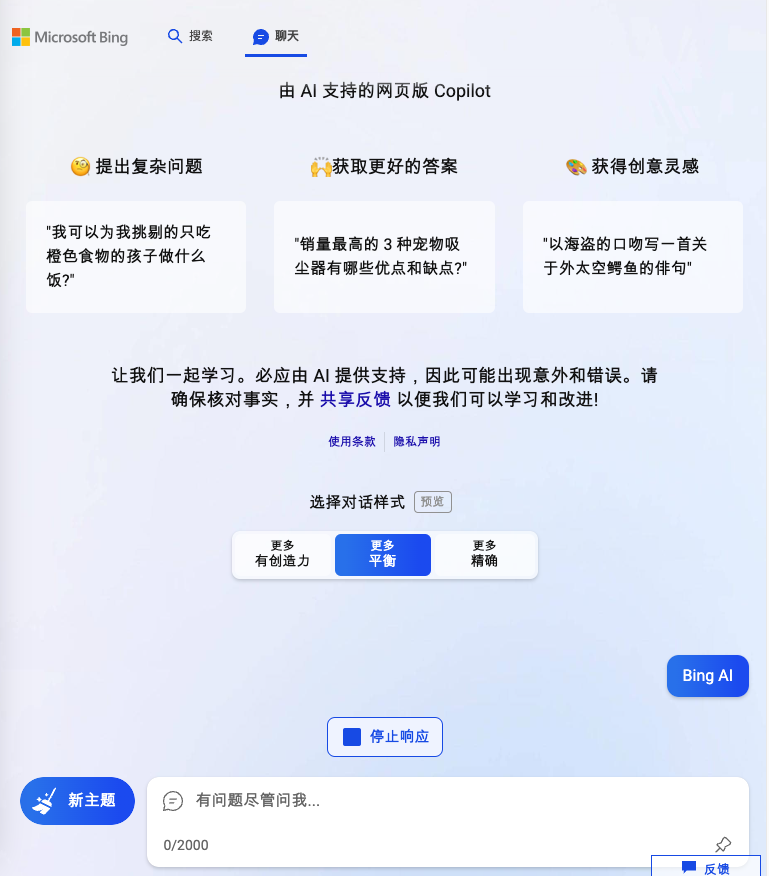 Microsoft Bing
搜索
聊天
由 AI 支持的网页版 Copilot
提出复杂问题
获取更好的答案
获得创意灵感
"我可以为我挑剔的只吃
橙色食物的孩子做什么
饭?"
"销量最高的 3 种宠物吸
尘器有哪些优点和缺点?"
"以海盗的口吻写一首关
于外太空鳄鱼的俳句"
让我们一起学习。必应由 AI 提供支持，因此可能出现意外和错误。请
确保核对事实，并 共享反馈 以便我们可以学习和改进!
使用条款
隐私声明
选择对话样式 预览
更多
有创造力
更多
平衡
更多
精确
Bing AI
停止响应
新主题
有问题尽管问我...
0/2000
反馈